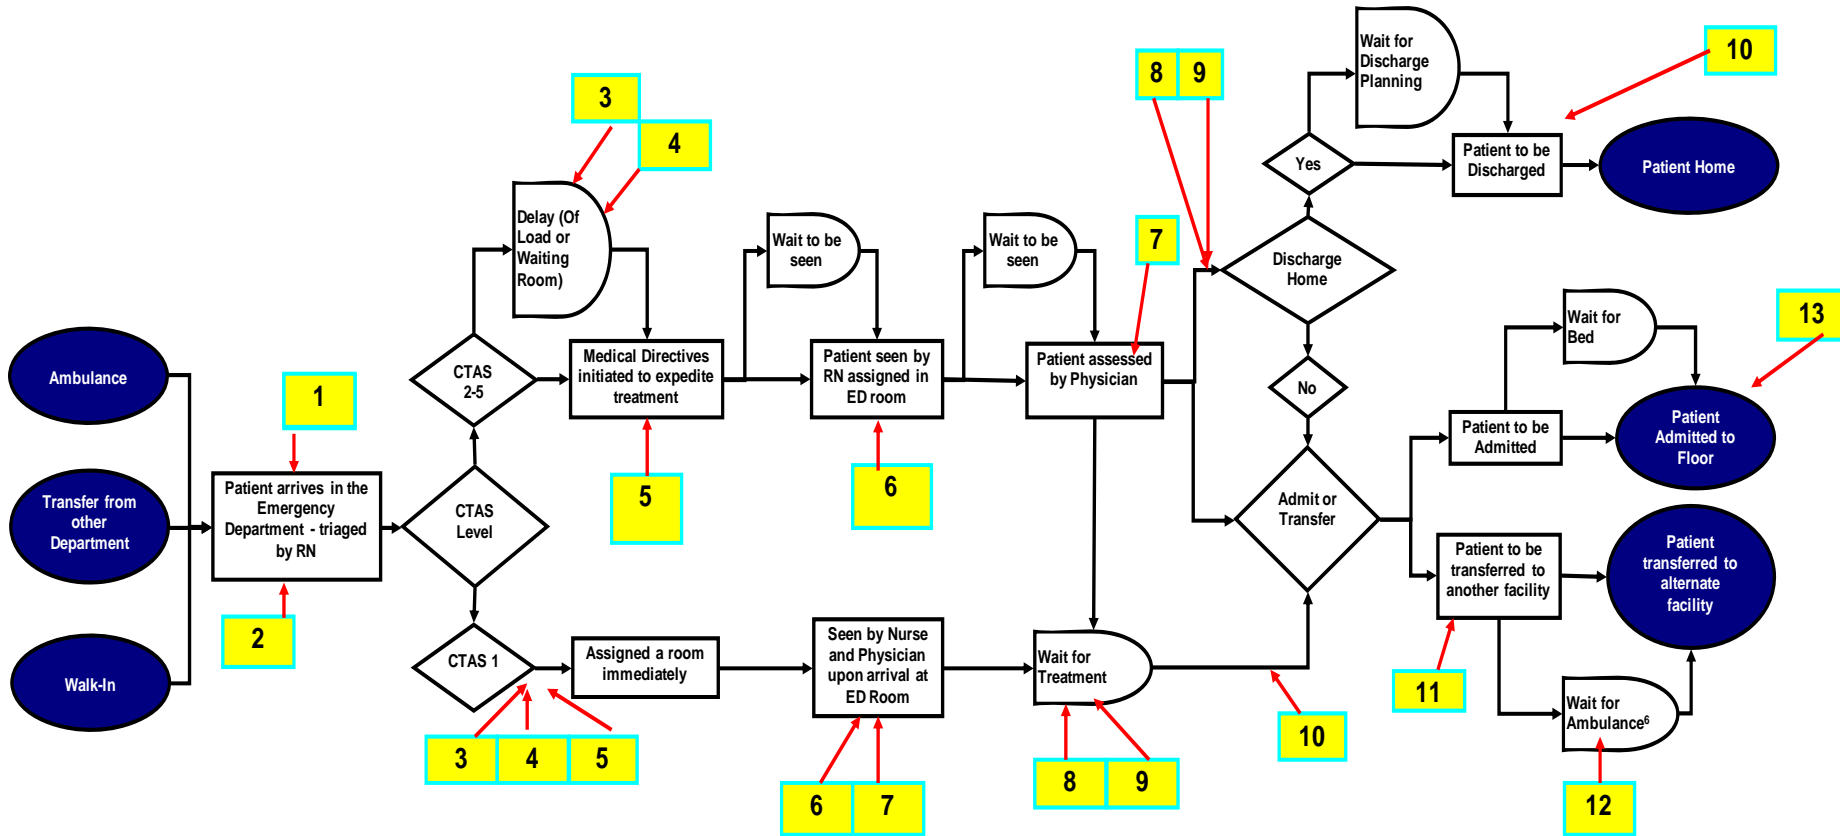 Ambulance
Transfer from
other
Department
Walk-In
1
Patient arrives in the
Emergency
Department - triaged
by RN
2
CTAS
2-5
CTAS
Level
CTAS 1
3
4
Delay (Of
Load or
Waiting
Room)
Medical Directives
initiated to expedite
treatment
5
Wait to be
seen
Patient seen by
RN assigned in
ED room
6
Wait to be
seen
7
Patient assessed
by Physician
3
4
5
Assigned a room
immediately
Seen by Nurse
and Physician
upon arrival at
ED Room
6
7
Wait for
Treatment
8
9
10
8
9
Discharge
Home
Yes
No
Wait for
Discharge
Planning
10
Patient to be
Discharged
Patient Home
Admit or
Transfer
Wait for
Bed
13
Patient to be
Admitted
Patient
Admitted to
Floor
Patient to be
transferred to
another facility
Patient
transferred to
alternate
facility
11
Wait for
Ambulance⁶
12